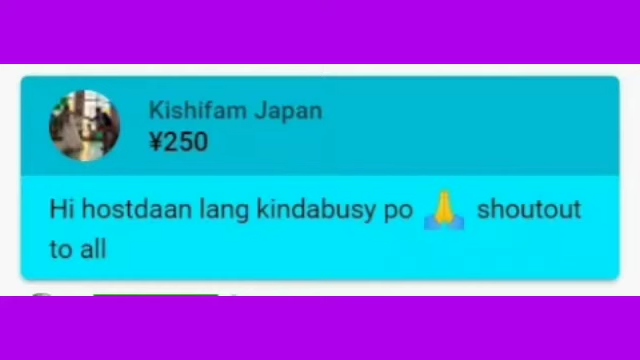 Kishifam Japan
¥250
Hi hostdaan lang kindabusy po 🙏 shoutout
to all